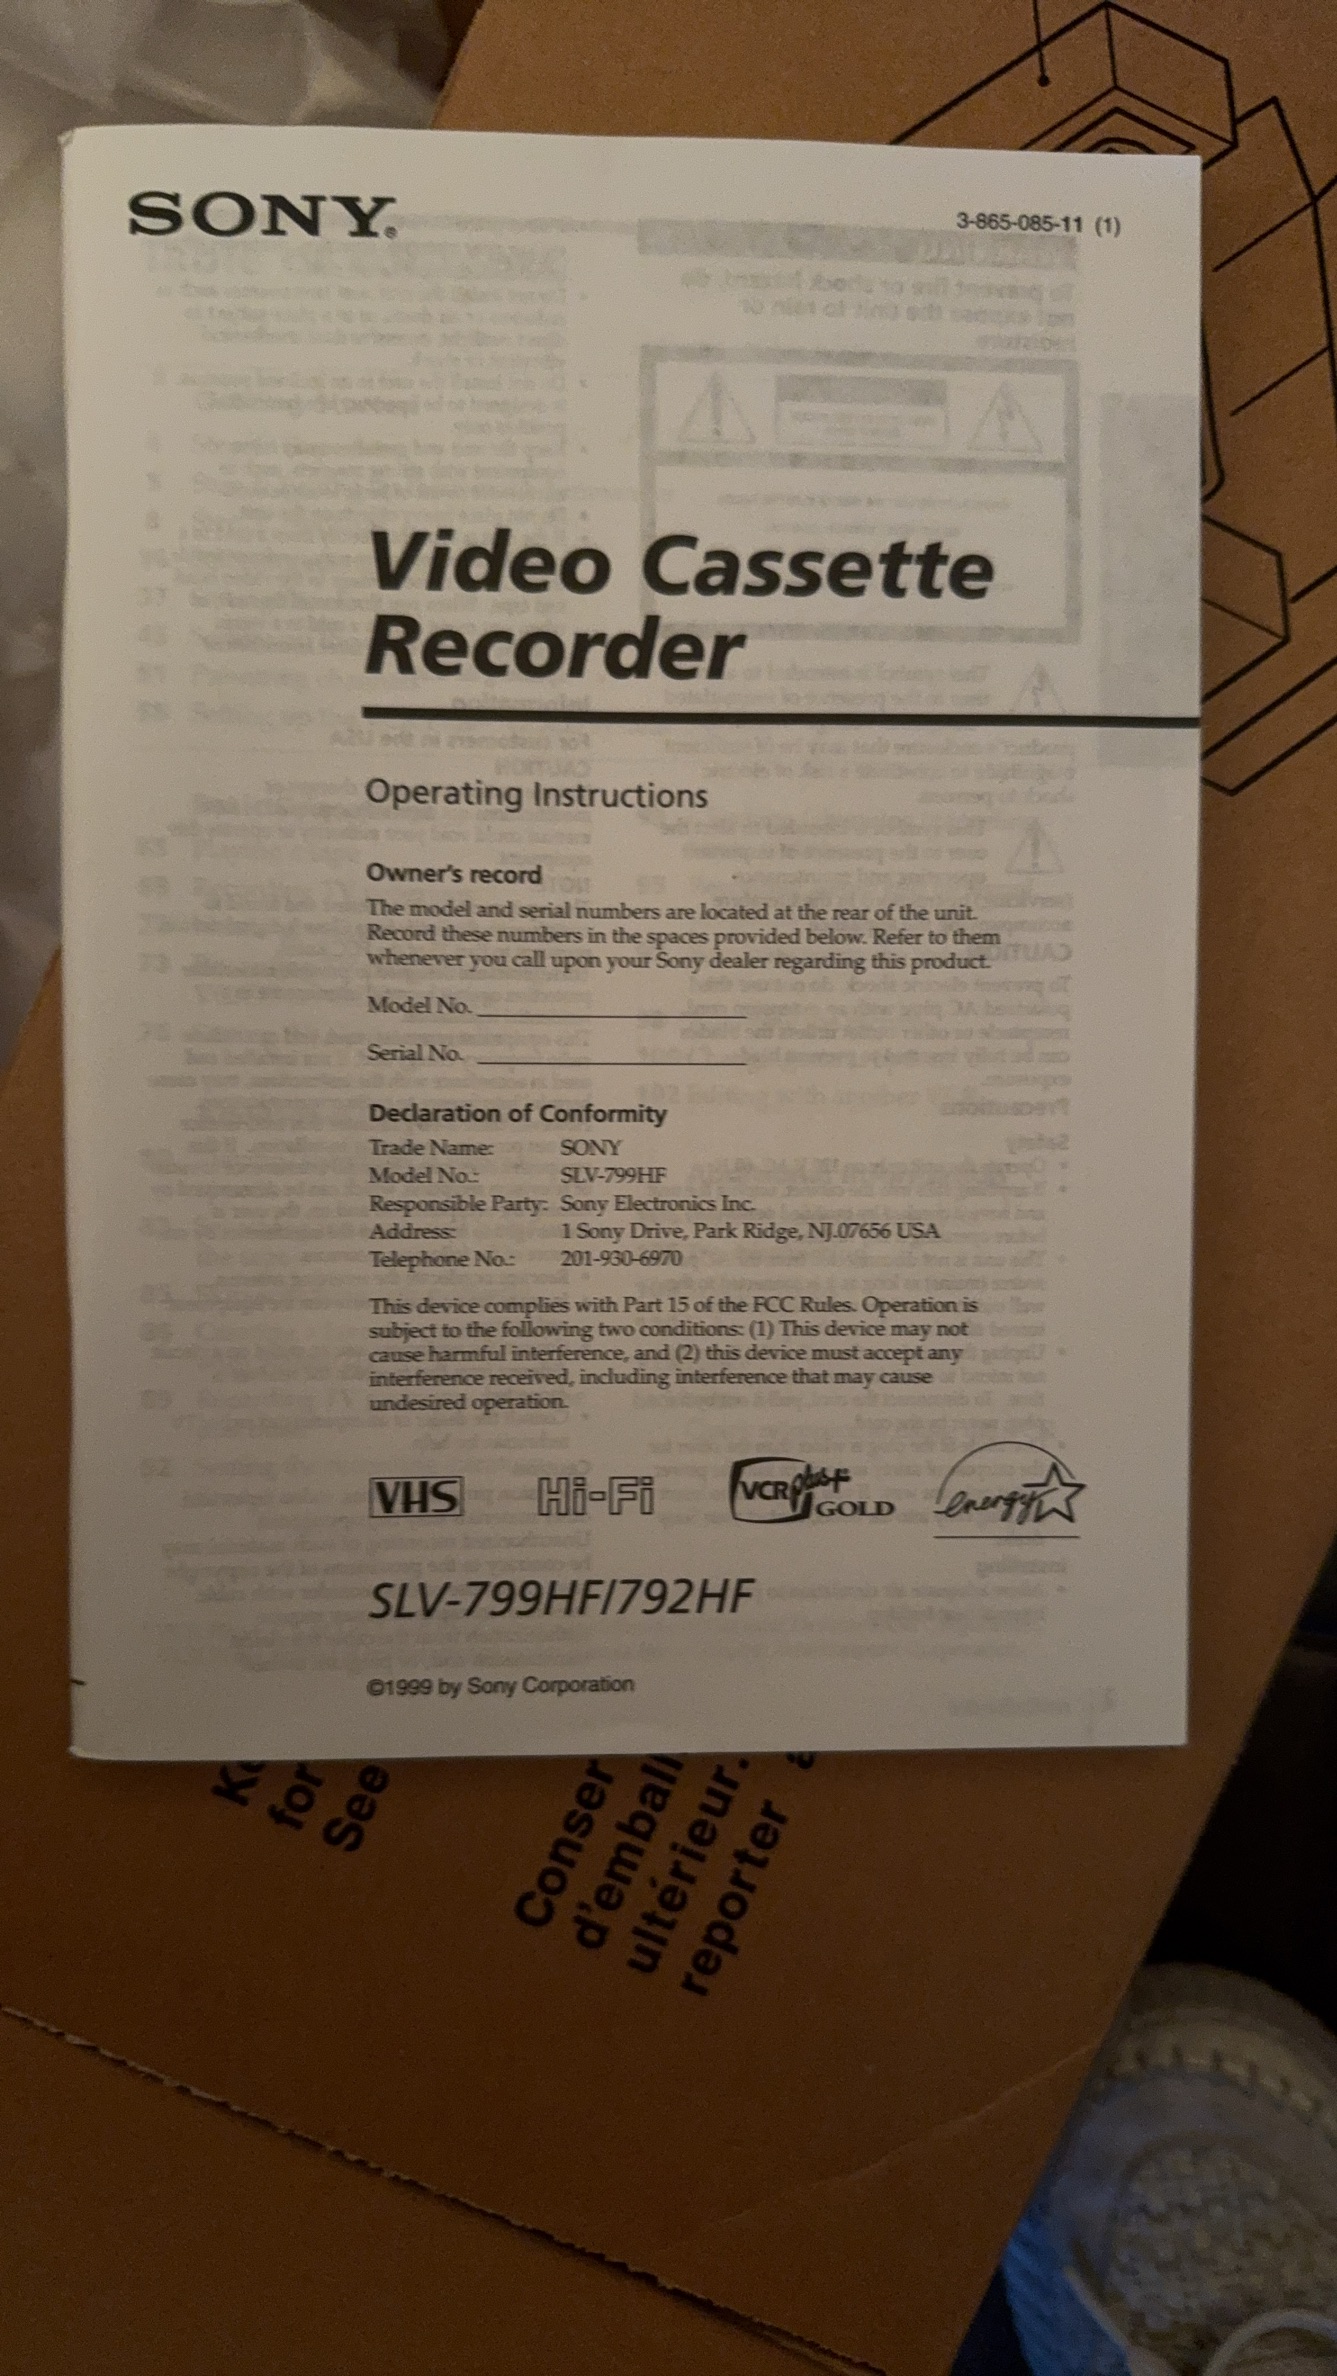 SONY®
3-865-085-11 (1)
Video Cassette
Recorder
Operating Instructions
Owner's record
The model and serial numbers are located at the rear of the unit.
Record these numbers in the spaces provided below. Refer to them
whenever you call upon your Sony dealer regarding this product.
Model No.
Serial No.
Declaration of Conformity
Trade Name: SONY
Model No.: SLV-799HF
Responsible Party: Sony Electronics Inc.
Address: 1 Sony Drive, Park Ridge, NJ.07656 USA
Telephone No.: 201-930-6970
This device complies with Part 15 of the FCC Rules. Operation is
subject to the following two conditions: (1) This device may not
cause harmful interference, and (2) this device must accept any
interference received, including interference that may cause
undesired operation.
VHS Hi-Fi VCR plus+ GOLD energy
SLV-799HF/792HF
©1999 by Sony Corporation
for
See
Conser
d'emball
ultérieur.
reporter